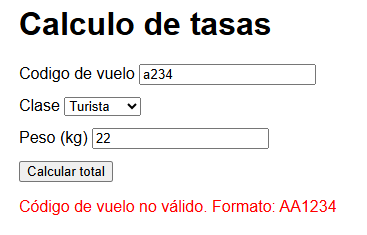 Calculo de tasas
Codigo de vuelo a234
Clase Turista
Peso (kg) 22
Calcular total
Código de vuelo no válido. Formato: AA1234